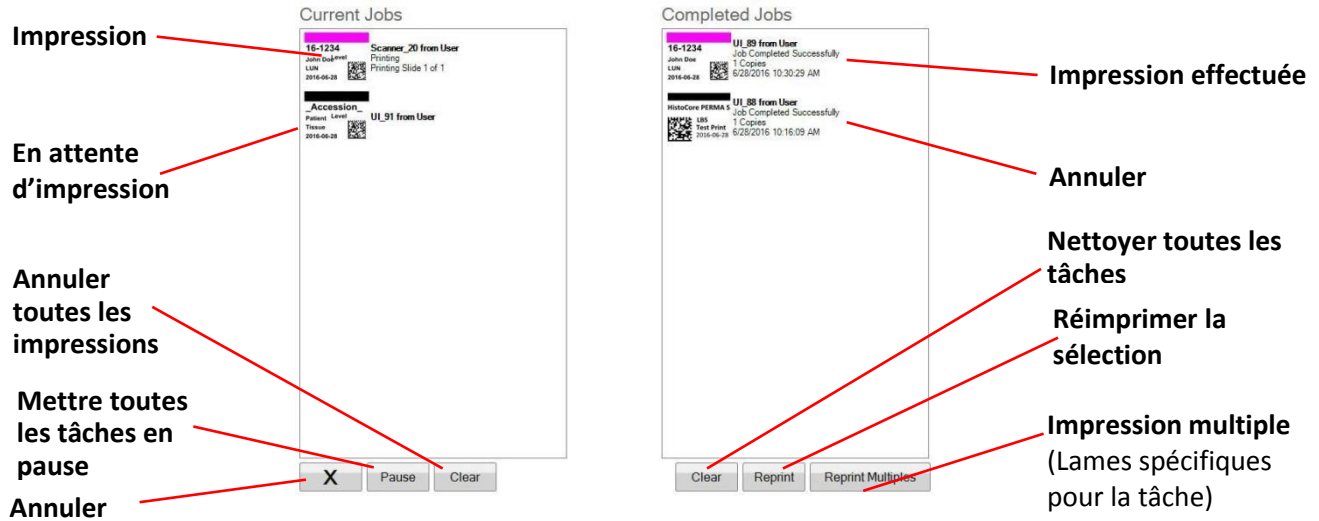 Current Jobs
Completed Jobs
Impression
16-1234
John Doe Level
LUN
2016-06-28
Scanner_20 from User
Printing
Printing Slide 1 of 1
_Accession_
Patient Level
Tissue
2016-06-28
UI_91 from User
En attente
d’impression
Annuler
toutes les
impressions
Mettre toutes
les tâches en
pause
Annuler
X
Pause
Clear
16-1234
John Doe
LUN
2016-06-28
UI_89 from User
Job Completed Successfully
1 Copies
6/28/2016 10:30:29 AM
HistoCore PERMA S
LBS
Test Print
2016-06-28
UI_88 from User
Job Completed Successfully
1 Copies
6/28/2016 10:16:09 AM
Impression effectuée
Annuler
Nettoyer toutes les
tâches
Réimprimer la
sélection
Impression multiple
(Lames spécifiques
pour la tâche)
Clear
Reprint
Reprint Multiples